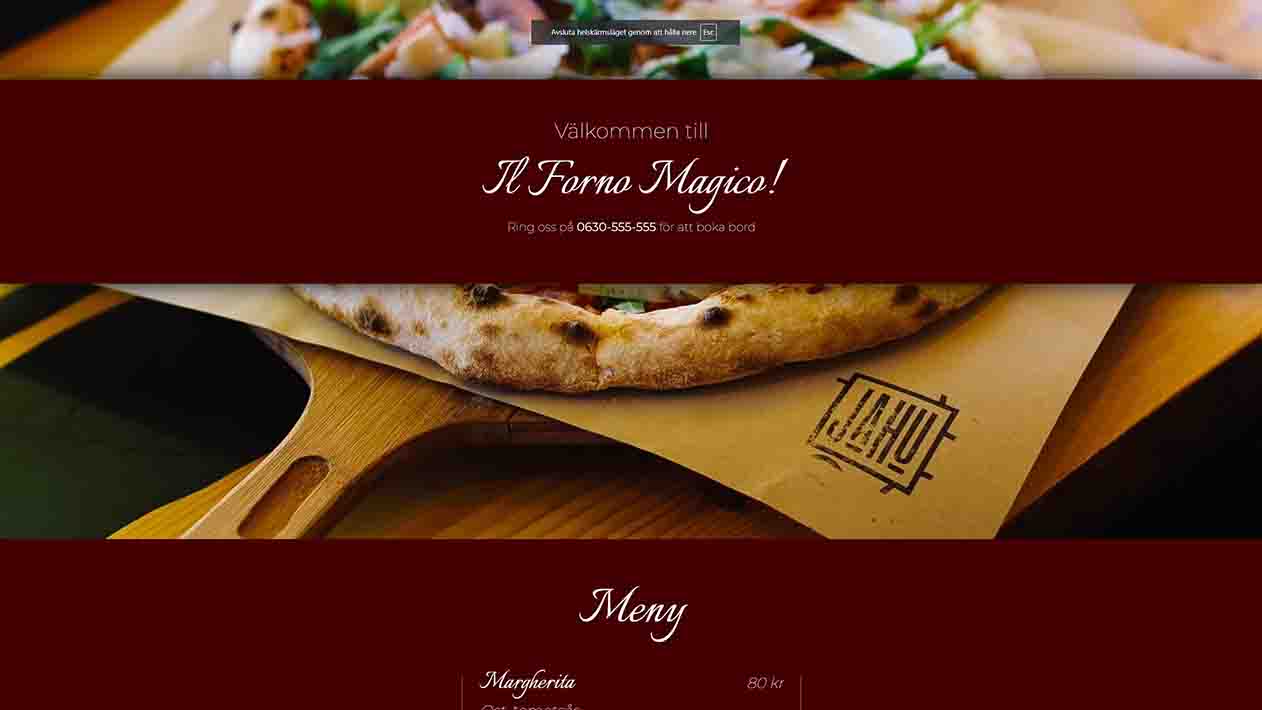 Avsluta helskärmsläget genom att hålla nere Esc
Välkommen till
Il Forno Magico!
Ring oss på 0630-555-555 för att boka bord
JAHU
Meny
Margherita 80 kr